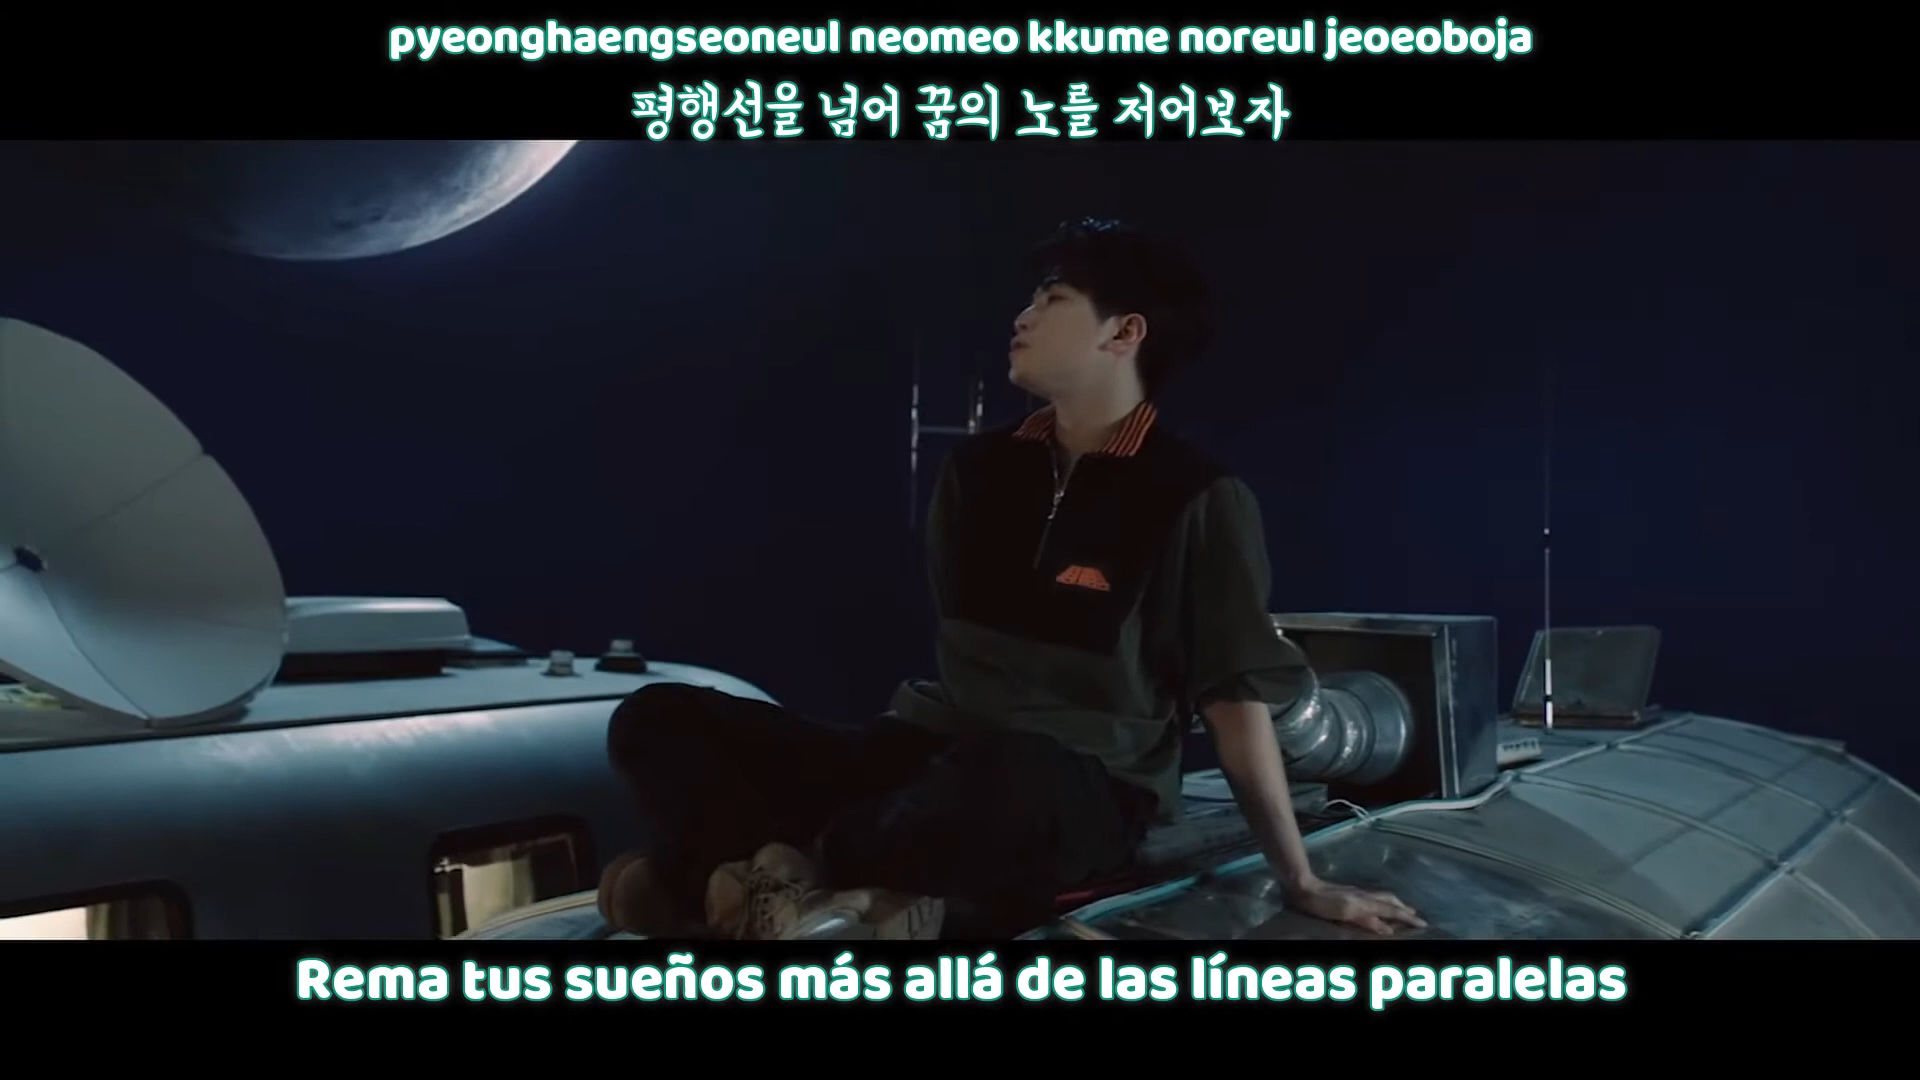 pyeonghaengseoneul neomeo kkume noreul jeoeoboja
평행선을 넘어 꿈의 노를 저어보자
Rema tus sueños más allá de las líneas paralelas